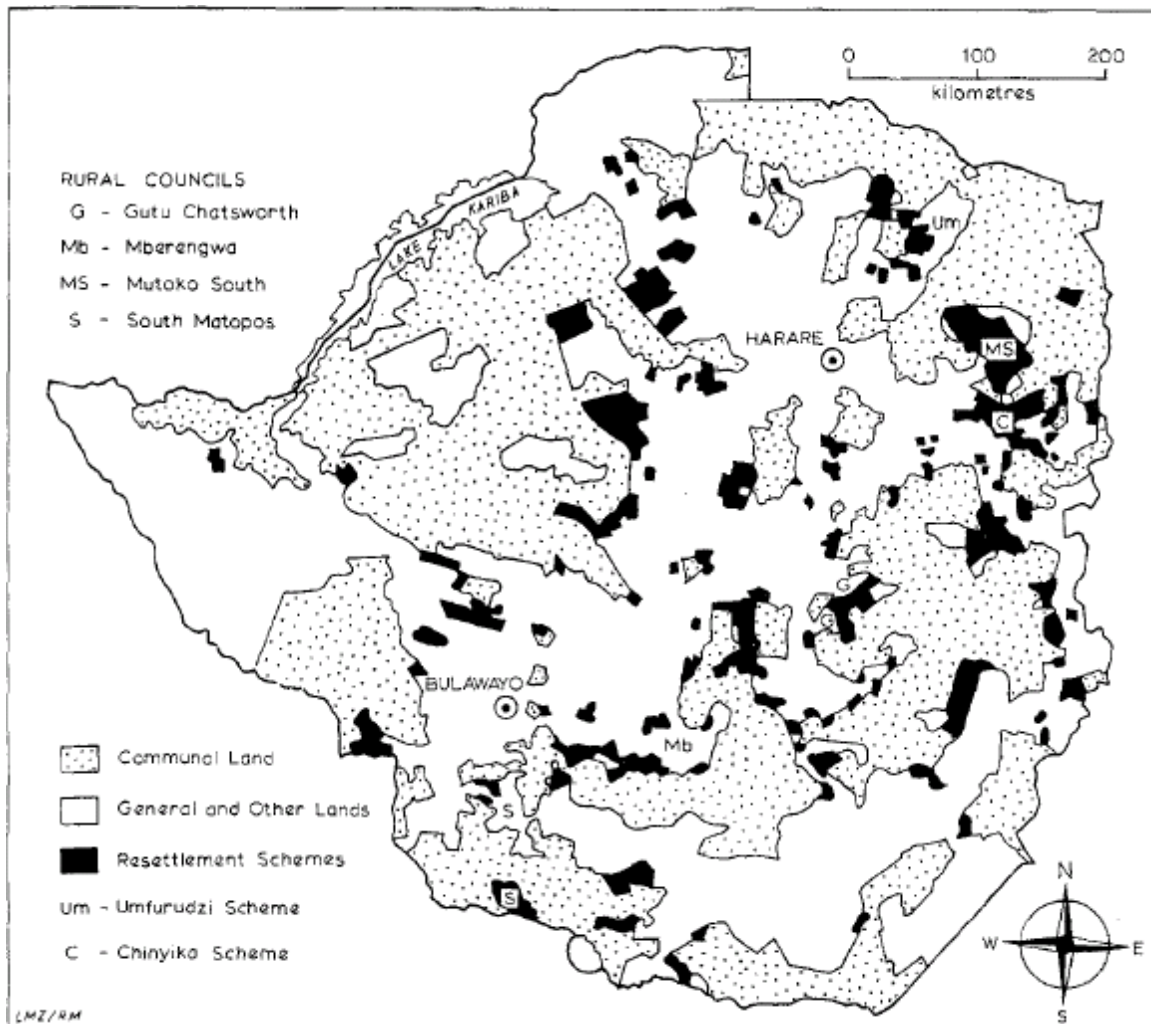 0 100 200
kilometres
RURAL COUNCILS
G - Gutu Chatsworth
Mb - Mberengwa
MS - Mutoko South
S - South Matopos
LAKE KARIBA
Um
HARARE
MS
C
G
G
BULAWAYO
Mb
S
S
Communal Land
General and Other Lands
Resettlement Schemes
Um - Umfurudzi Scheme
C - Chinyika Scheme
N
W E
S
LMZ/RM